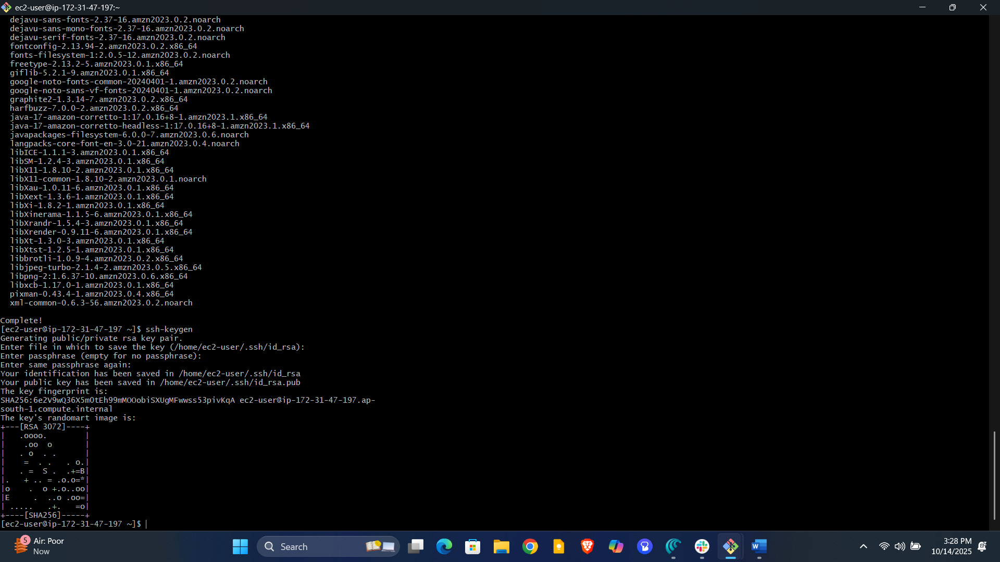 ec2-user@ip-172-31-47-197:~
dejavu-sans-fonts-2.37-16.amzn2023.0.2.noarch
dejavu-sans-mono-fonts-2.37-16.amzn2023.0.2.noarch
dejavu-serif-fonts-2.37-16.amzn2023.0.2.noarch
fontconfig-2.13.94-2.amzn2023.0.2.x86_64
fonts-filesystem-1:2.0.5-12.amzn2023.0.2.noarch
freetype-2.13.2-5.amzn2023.0.1.x86_64
giflib-5.2.1-9.amzn2023.0.1.x86_64
google-noto-fonts-common-20240401-1.amzn2023.0.2.noarch
google-noto-sans-vf-fonts-20240401-1.amzn2023.0.2.noarch
graphite2-1.3.14-7.amzn2023.0.2.x86_64
harfbuzz-7.0.0-2.amzn2023.0.2.x86_64
java-17-amazon-corretto-1:17.0.16+8-1.amzn2023.1.x86_64
java-17-amazon-corretto-headless-1:17.0.16+8-1.amzn2023.1.x86_64
javapackages-filesystem-6.0.0-7.amzn2023.0.6.noarch
langpacks-core-font-en-3.0-21.amzn2023.0.4.noarch
libICE-1.1.1-3.amzn2023.0.1.x86_64
libSM-1.2.4-3.amzn2023.0.1.x86_64
libX11-1.8.10-2.amzn2023.0.1.x86_64
libX11-common-1.8.10-2.amzn2023.0.1.noarch
libXau-1.0.11-6.amzn2023.0.1.x86_64
libXext-1.3.6-1.amzn2023.0.1.x86_64
libXi-1.8.2-1.amzn2023.0.1.x86_64
libXinerama-1.1.5-6.amzn2023.0.1.x86_64
libXrandr-1.5.4-3.amzn2023.0.1.x86_64
libXrender-0.9.11-6.amzn2023.0.1.x86_64
libXt-1.3.0-3.amzn2023.0.1.x86_64
libXtst-1.2.5-1.amzn2023.0.1.x86_64
libbrotli-1.0.9-4.amzn2023.0.2.x86_64
libjpeg-turbo-2.1.4-2.amzn2023.0.5.x86_64
libpng-2:1.6.37-10.amzn2023.0.6.x86_64
libxcb-1.17.0-1.amzn2023.0.1.x86_64
pixman-0.43.4-1.amzn2023.0.4.x86_64
xml-common-0.6.3-56.amzn2023.0.2.noarch
Complete!
[ec2-user@ip-172-31-47-197 ~]$ ssh-keygen
Generating public/private rsa key pair.
Enter file in which to save the key (/home/ec2-user/.ssh/id_rsa):
Enter passphrase (empty for no passphrase):
Enter same passphrase again:
Your identification has been saved in /home/ec2-user/.ssh/id_rsa
Your public key has been saved in /home/ec2-user/.ssh/id_rsa.pub
The key fingerprint is:
SHA256:6e2V9wQ36X5mOtEh99mMOOobiSXUgMFwwss53pivKqA ec2-user@ip-172-31-47-197.ap-
south-1.compute.internal
The key's randomart image is:
+---[RSA 3072]----+
|   .oooo.        |
|    .oo  o       |
|   . o  . .      |
|    =  . .   . o.|
|   . =  S .  .+=B|
|.   + .. = .o.o=*|
|o    .  o +.o..oo|
|E     .  ..o .oo=|
| .....   .+.   =o|
+----[SHA256]-----+
[ec2-user@ip-172-31-47-197 ~]$
5
Air: Poor
Now
Search
W
3:28 PM
10/14/2025